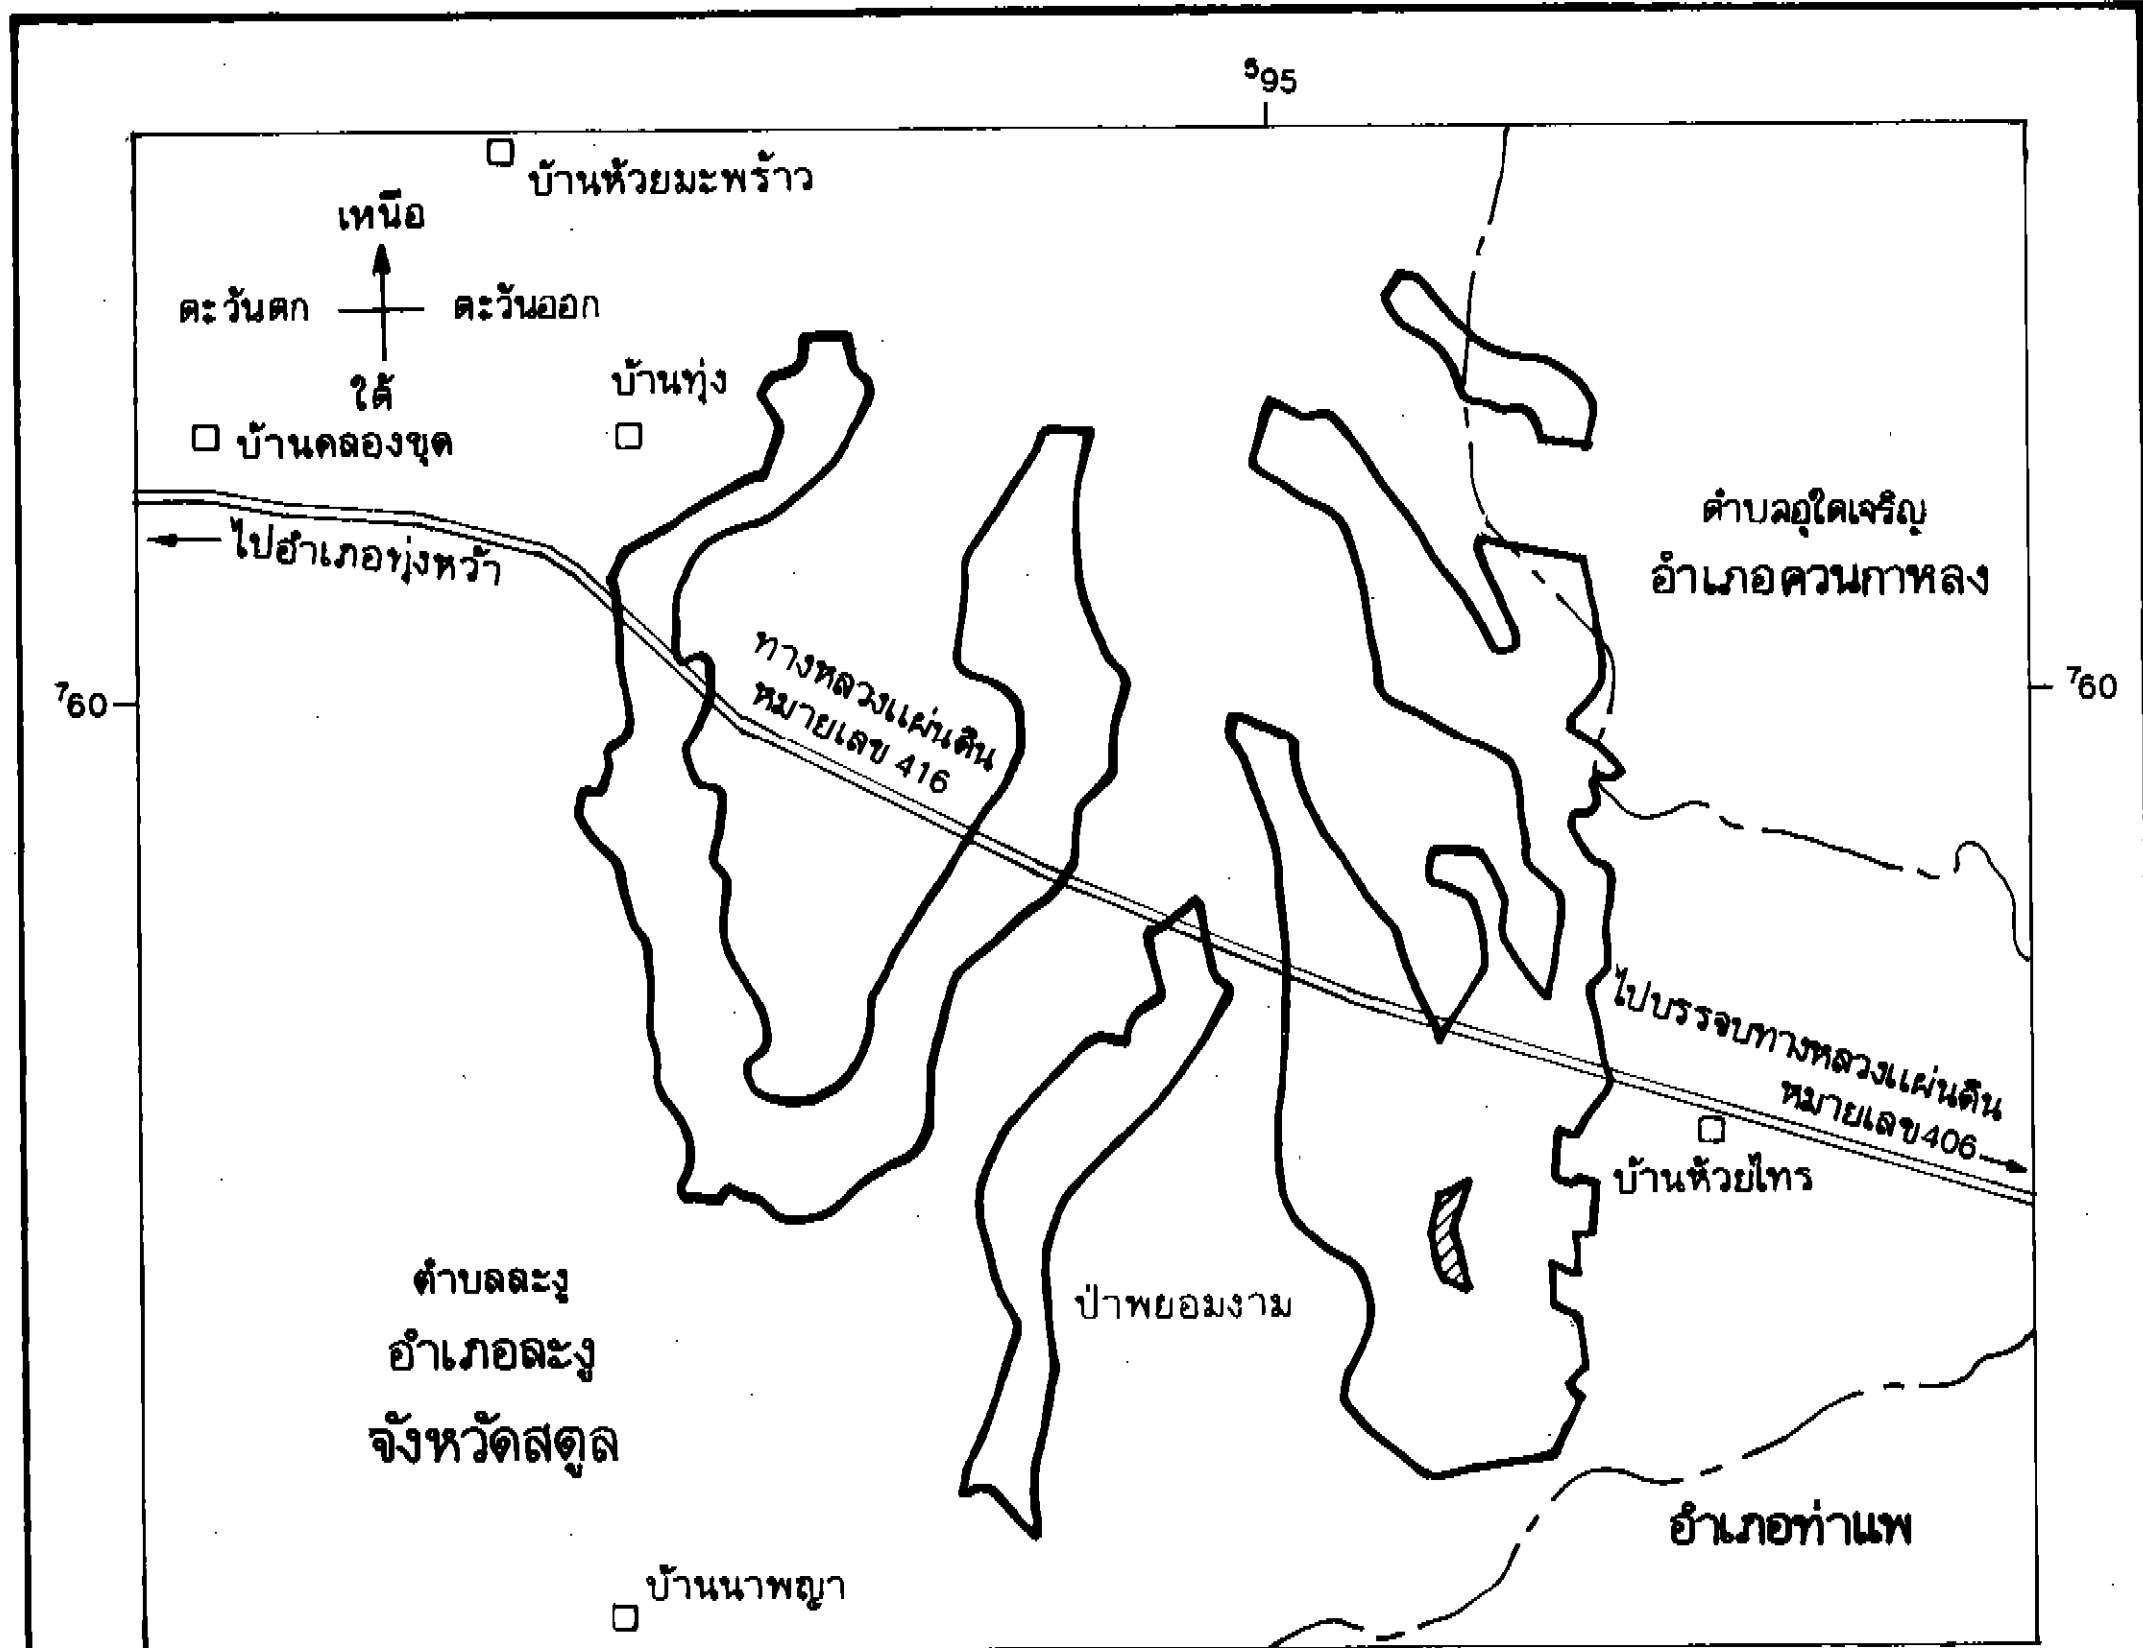 ⁵95
บ้านห้วยมะพร้าว
เหนือ
ตะวันตก
ตะวันออก
ใต้
บ้านทุ่ง
บ้านคลองขุด
ไปอำเภอทุ่งหว้า
ตำบลอุใดเจริญ
อำเภอควนกาหลง
⁷60
⁷60
ทางหลวงแผ่นดิน
หมายเลข 416
ไปบรรจบทางหลวงแผ่นดิน
หมายเลข 406
บ้านห้วยไทร
ตำบลละงู
อำเภอละงู
จังหวัดสตูล
ป่าพยอมงาม
อำเภอท่าแพ
บ้านนาพญา